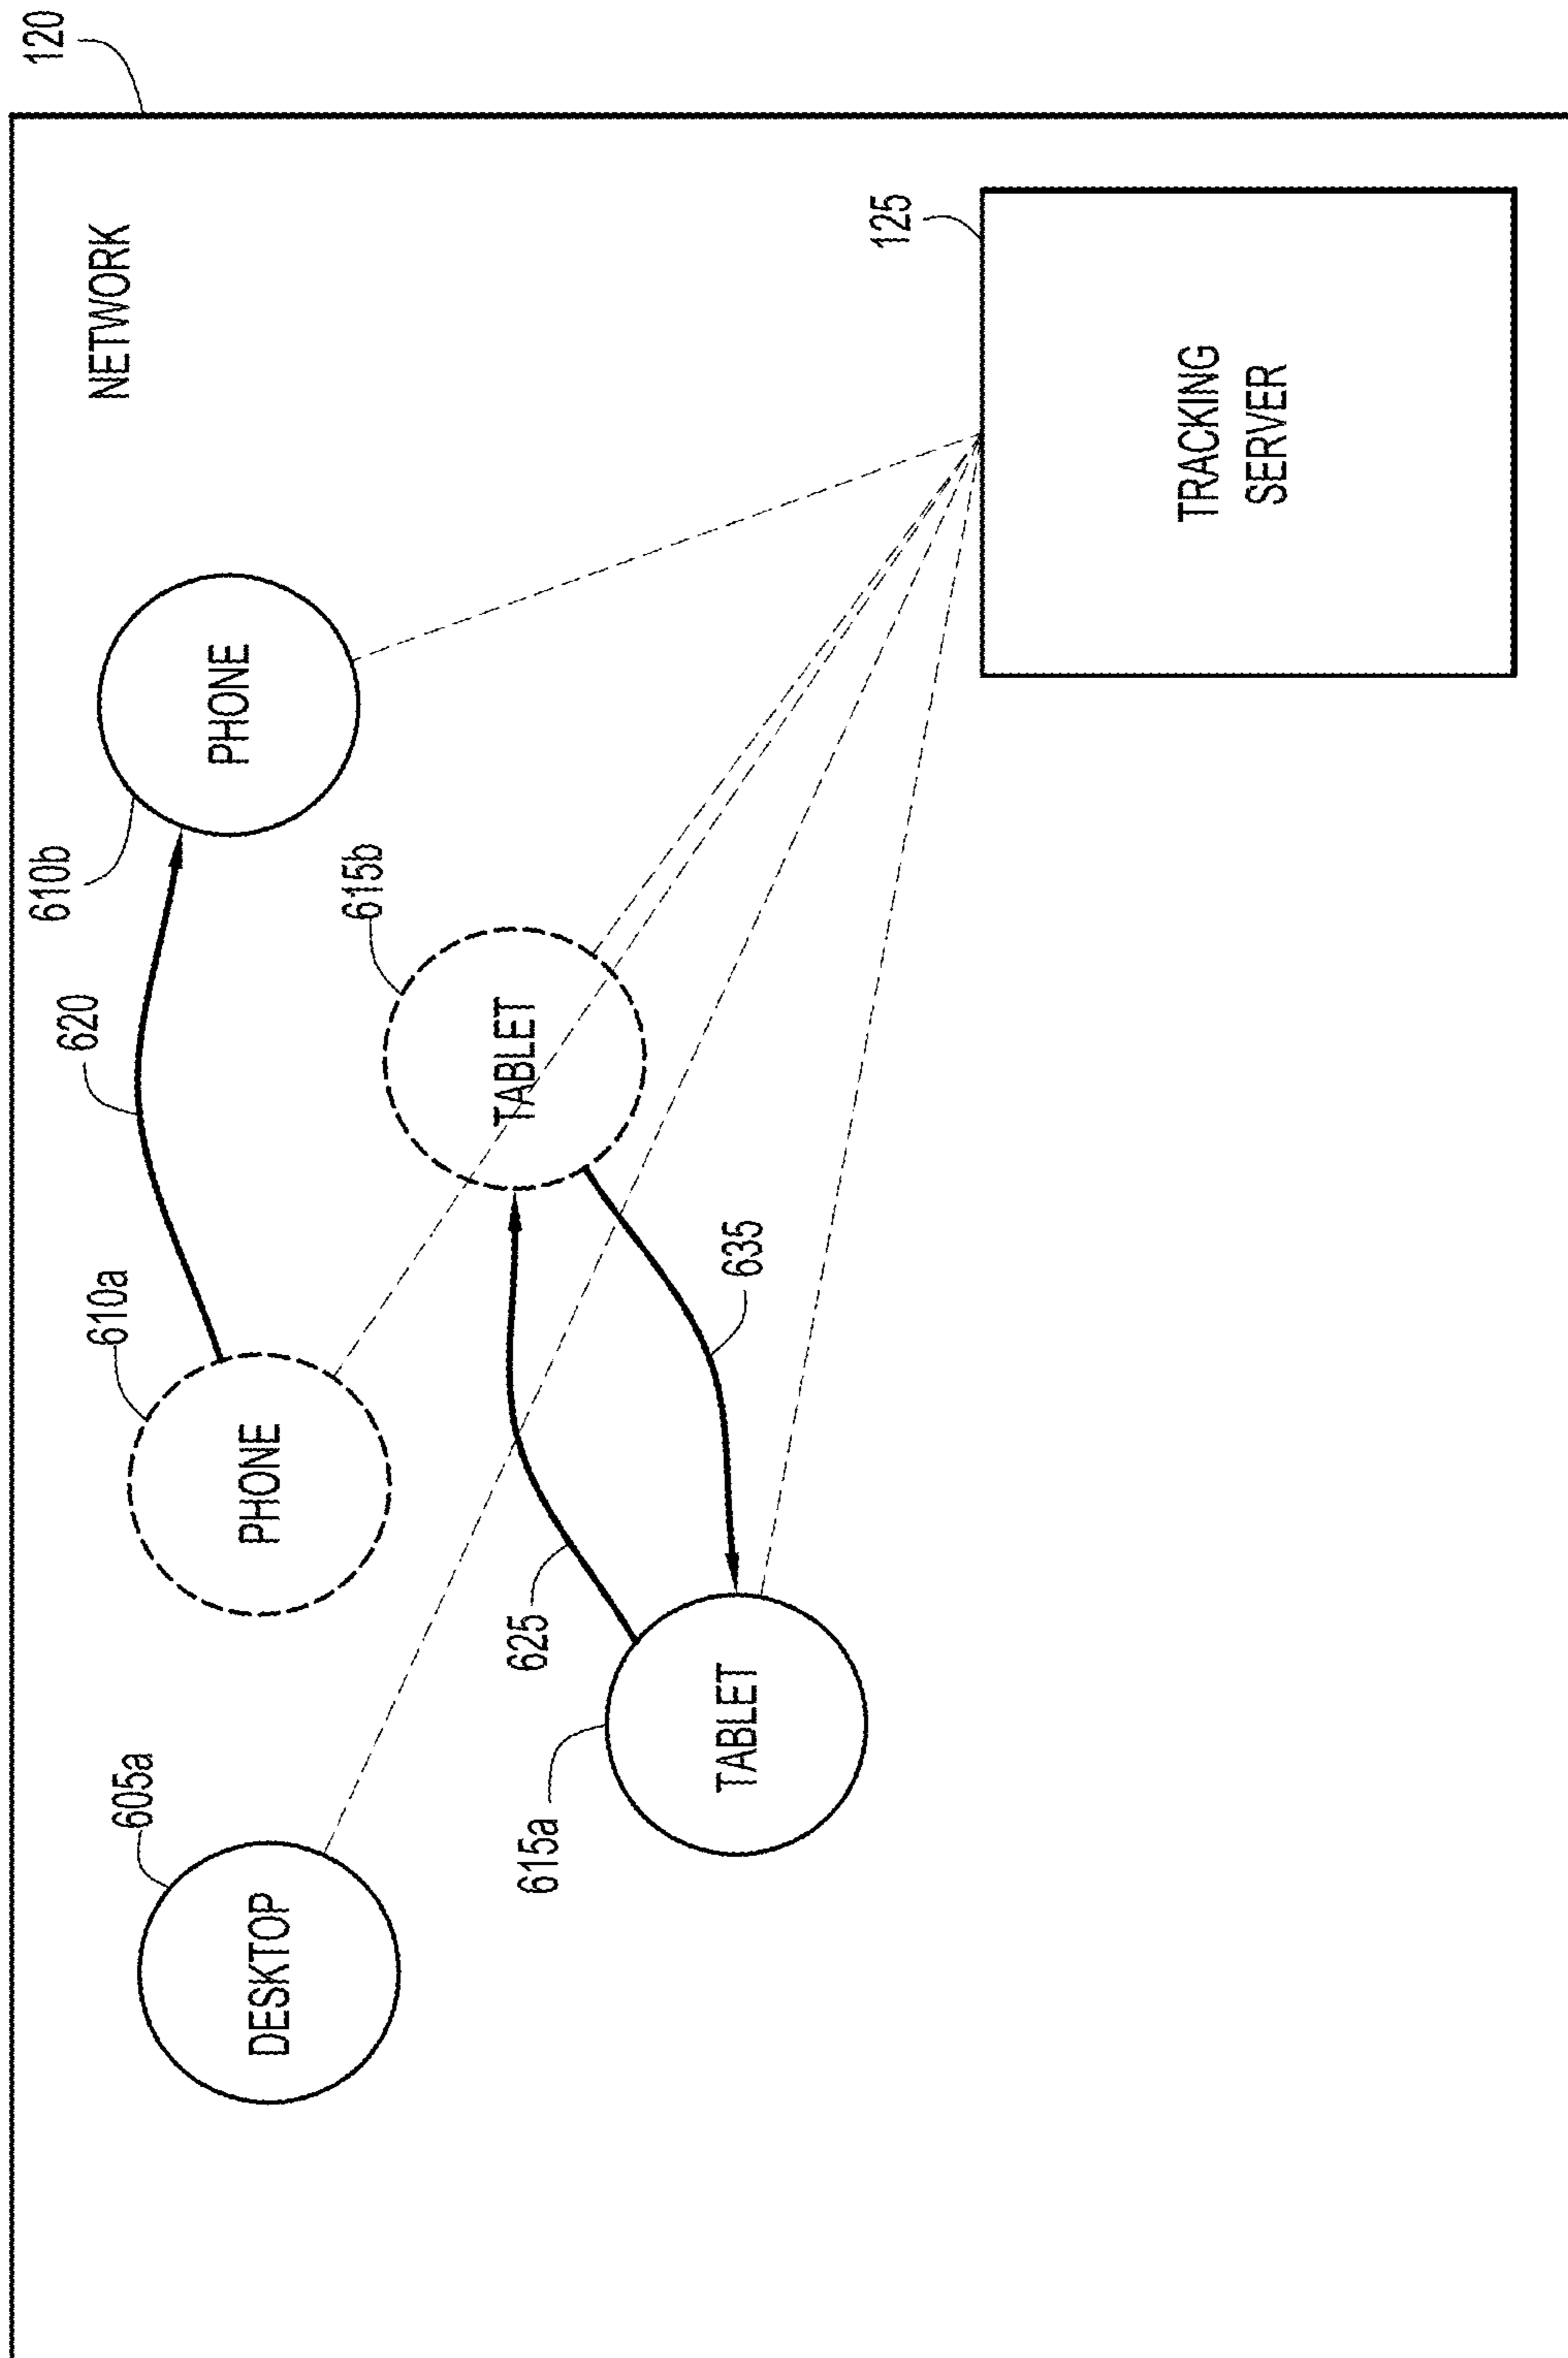 120
NETWORK
605a
DESKTOP
610a
PHONE
620
610b
PHONE
615a
TABLET
625
615b
TABLET
635
125
TRACKING
SERVER